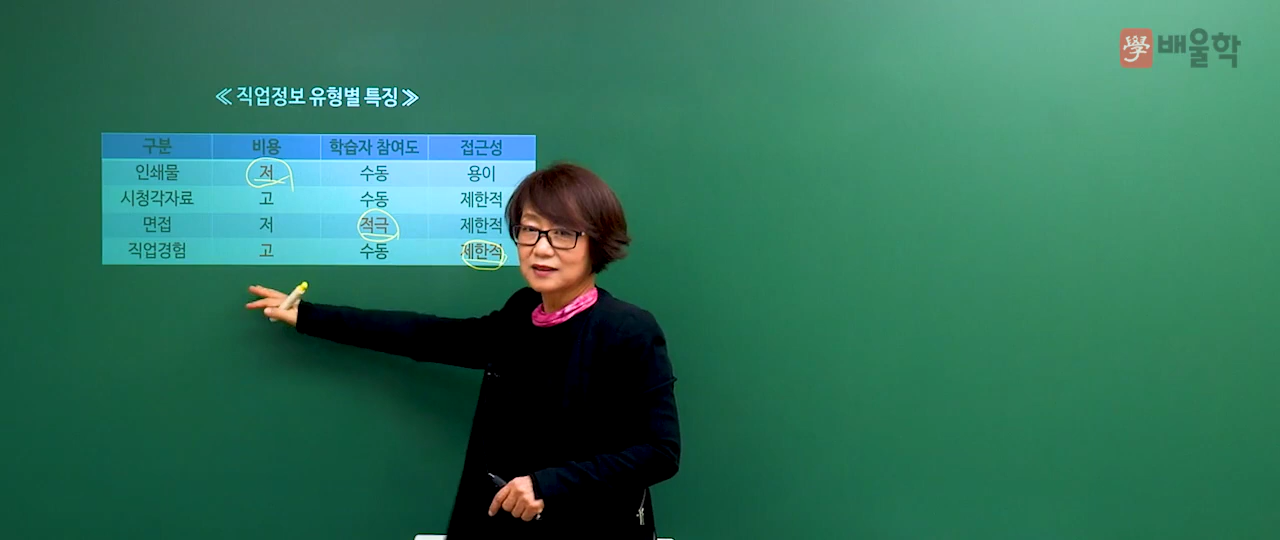 學 배울학
≪ 직업정보 유형별 특징 ≫
구분 비용 학습자 참여도 접근성
인쇄물 저 수동 용이
시청각자료 고 수동 제한적
면접 저 적극 제한적
직업경험 고 수동 제한적